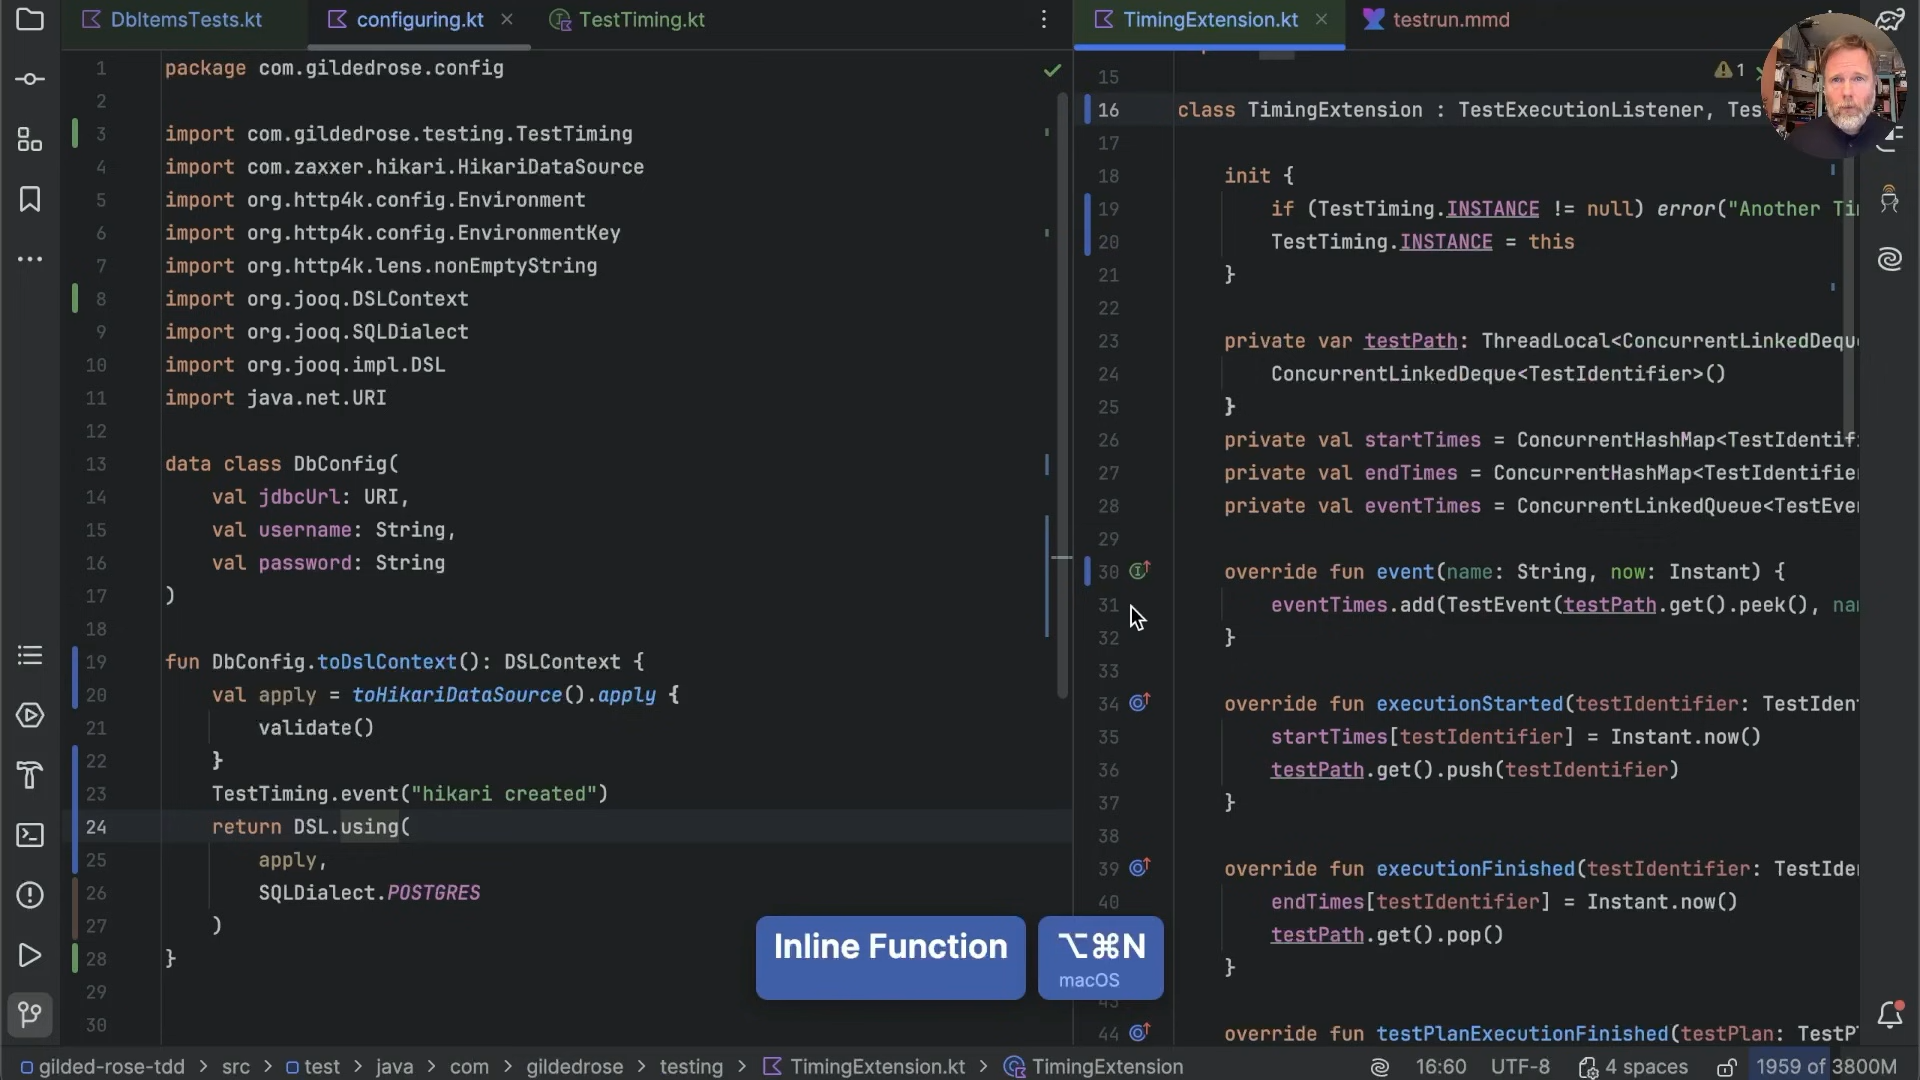 DbItemsTests.kt
configuring.kt
TestTiming.kt
1 package com.gildedrose.config
2
3 import com.gildedrose.testing.TestTiming
4 import com.zaxxer.hikari.HikariDataSource
5 import org.http4k.config.Environment
6 import org.http4k.config.EnvironmentKey
7 import org.http4k.lens.nonEmptyString
8 import org.jooq.DSLContext
9 import org.jooq.SQLDialect
10 import org.jooq.impl.DSL
11 import java.net.URI
12
13 data class DbConfig(
14 val jdbcUrl: URI,
15 val username: String,
16 val password: String
17 )
18
19 fun DbConfig.toDslContext(): DSLContext {
20 val apply = toHikariDataSource().apply {
21 validate()
22 }
23 TestTiming.event("hikari created")
24 return DSL.using(
25 apply,
26 SQLDialect.POSTGRES
27 )
28 }
29
30
TimingExtension.kt
testrun.mmd
1
15
16 class TimingExtension : TestExecutionListener, Tes
17
18 init {
19 if (TestTiming.INSTANCE != null) error("Another Ti
20 TestTiming.INSTANCE = this
21 }
22
23 private var testPath: ThreadLocal<ConcurrentLinkedDequ
24 ConcurrentLinkedDeque<TestIdentifier>()
25 }
26 private val startTimes = ConcurrentHashMap<TestIdentif
27 private val endTimes = ConcurrentHashMap<TestIdentifie
28 private val eventTimes = ConcurrentLinkedQueue<TestEve
29
30 override fun event(name: String, now: Instant) {
31 eventTimes.add(TestEvent(testPath.get().peek(), na
32 }
33
34 override fun executionStarted(testIdentifier: TestIden
35 startTimes[testIdentifier] = Instant.now()
36 testPath.get().push(testIdentifier)
37 }
38
39 override fun executionFinished(testIdentifier: TestIde
40 endTimes[testIdentifier] = Instant.now()
testPath.get().pop()
}
44 override fun testPlanExecutionFinished(testPlan: TestP
Inline Function
⌥⌘N
macOS
gilded-rose-tdd > src > test > java > com > gildedrose > testing > TimingExtension.kt > TimingExtension
16:60 UTF-8 4 spaces 1959 of 3800M